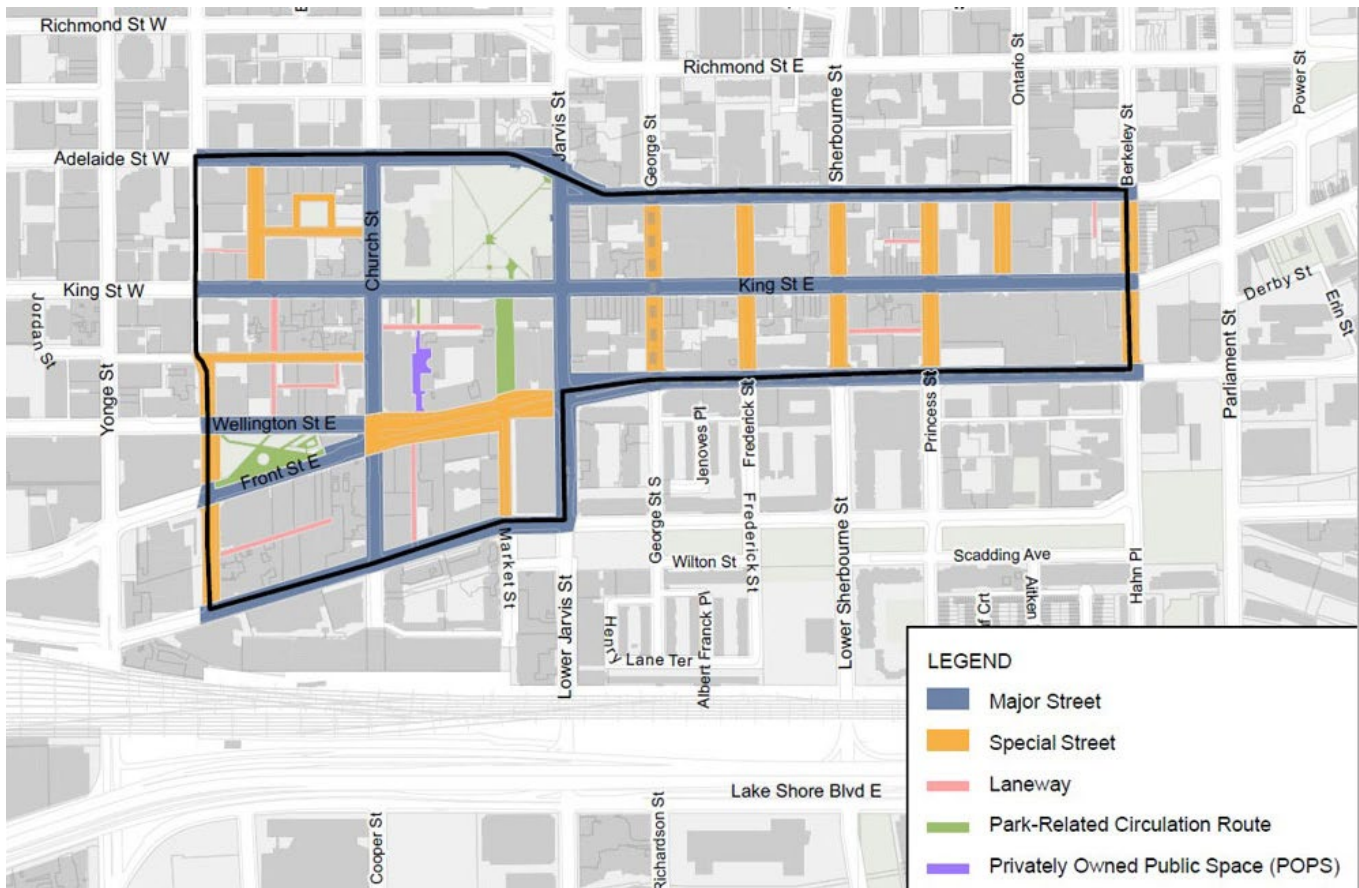 Richmond St W
Richmond St E
Ontario St
Power St
Jarvis St
George St
Sherbourne St
Berkeley St
Adelaide St W
Church St
King St W
King St E
Jordan St
Derby St
Erin St
Yonge St
Parliament St
Wellington St E
Front St E
Jenoves Pl
Frederick St
Princess St
Market St
George St S
Frederick St
Wilton St
Scadding Ave
Aitken
Hahn Pl
Lower Jarvis St
Henry
Lane Ter
Albert Franck Pl
Lower Sherbourne St
Crt
Lake Shore Blvd E
Cooper St
Richardson St
LEGEND
Major Street
Special Street
Laneway
Park-Related Circulation Route
Privately Owned Public Space (POPS)